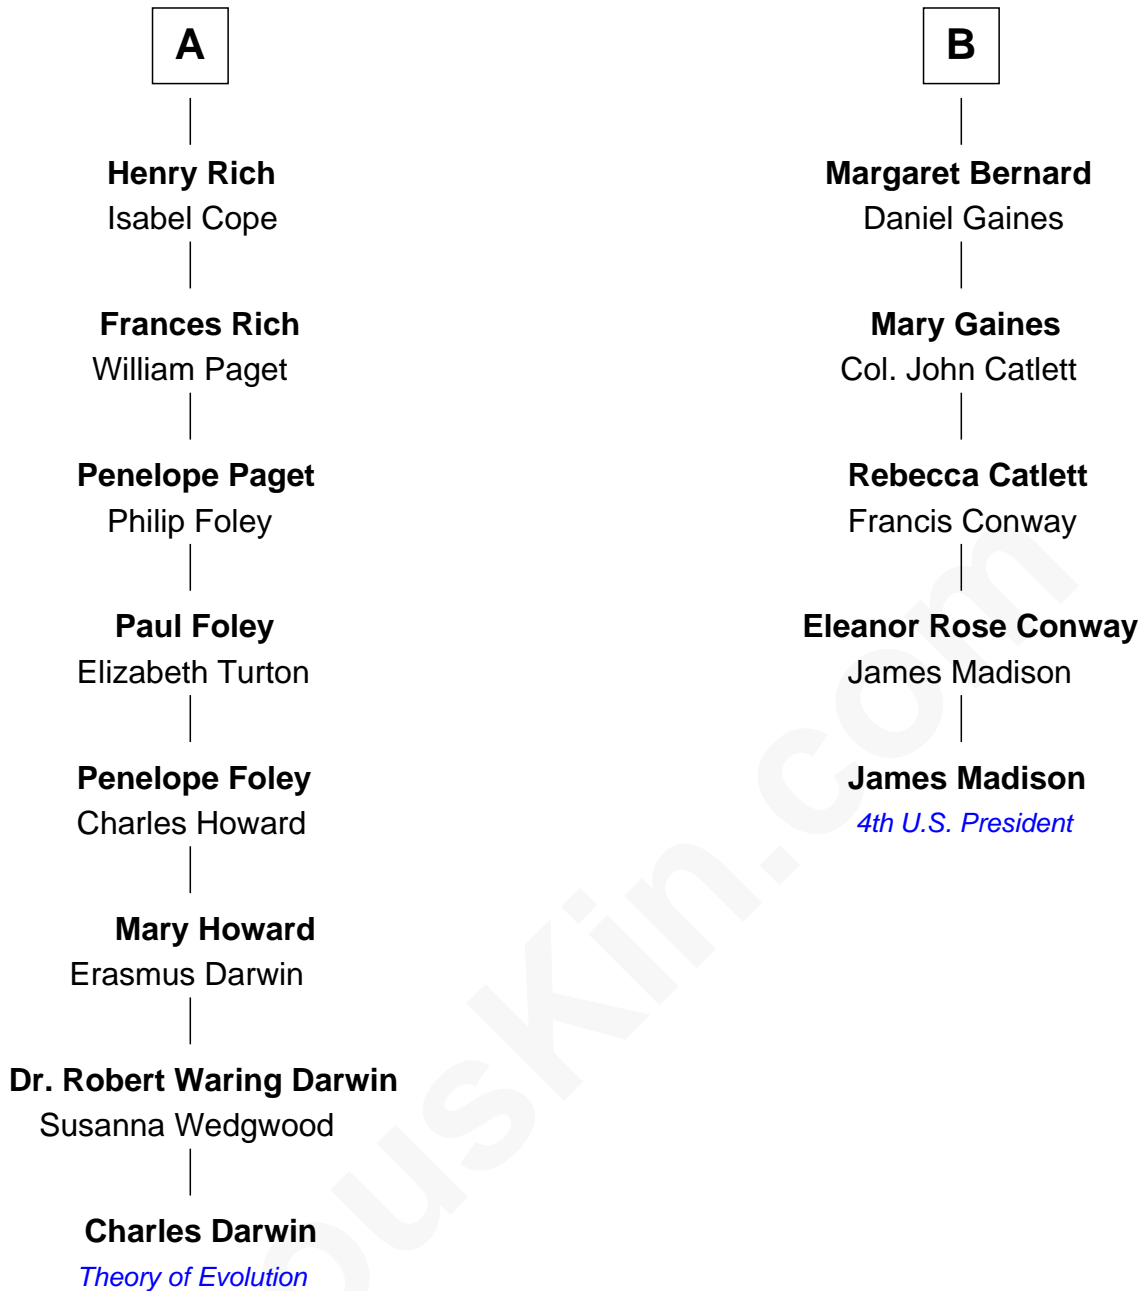 A
Henry Rich
Isabel Cope
Frances Rich
William Paget
Penelope Paget
Philip Foley
Paul Foley
Elizabeth Turton
Penelope Foley
Charles Howard
Mary Howard
Erasmus Darwin
Dr. Robert Waring Darwin
Susanna Wedgwood
Charles Darwin
Theory of Evolution
B
Margaret Bernard
Daniel Gaines
Mary Gaines
Col. John Catlett
Rebecca Catlett
Francis Conway
Eleanor Rose Conway
James Madison
James Madison
4th U.S. President
ousKin.com